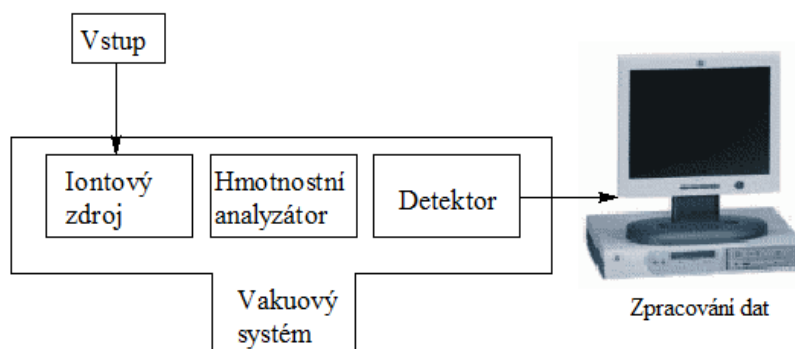 Vstup
Iontový
zdroj
Hmotnostní
analyzátor
Detektor
Vakuový
systém
Zpracování dat